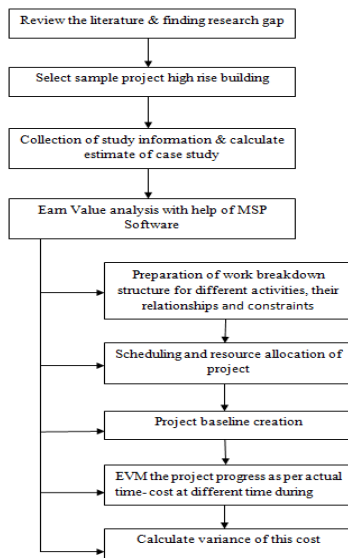 Review the literature & finding research gap
Select sample project high rise building
Collection of study information & calculate
estimate of case study
Earn Value analysis with help of MSP
Software
Preparation of work breakdown
structure for different activities, their
relationships and constraints
Scheduling and resource allocation of
project
Project baseline creation
EVM the project progress as per actual
time- cost at different time during
Calculate variance of this cost